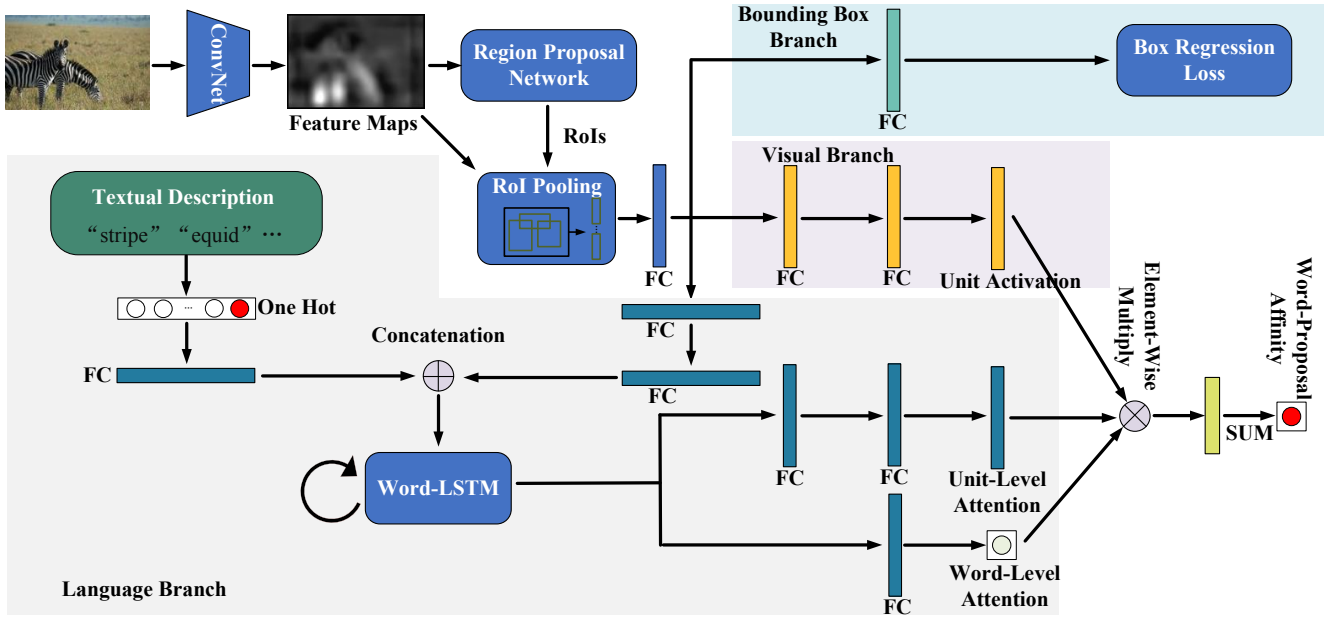 ConvNet
Feature Maps
Region Proposal
Network
RoIs
RoI Pooling
FC
Bounding Box
Branch
FC
Box Regression
Loss
Visual Branch
FC
FC
Unit Activation
Textual Description
“stripe” “equid” ···
One Hot
FC
Concatenation
FC
FC
Word-LSTM
FC
FC
Unit-Level
Attention
FC
Word-Level
Attention
Language Branch
Element-Wise
Multiply
SUM
Word-Proposal
Affinity